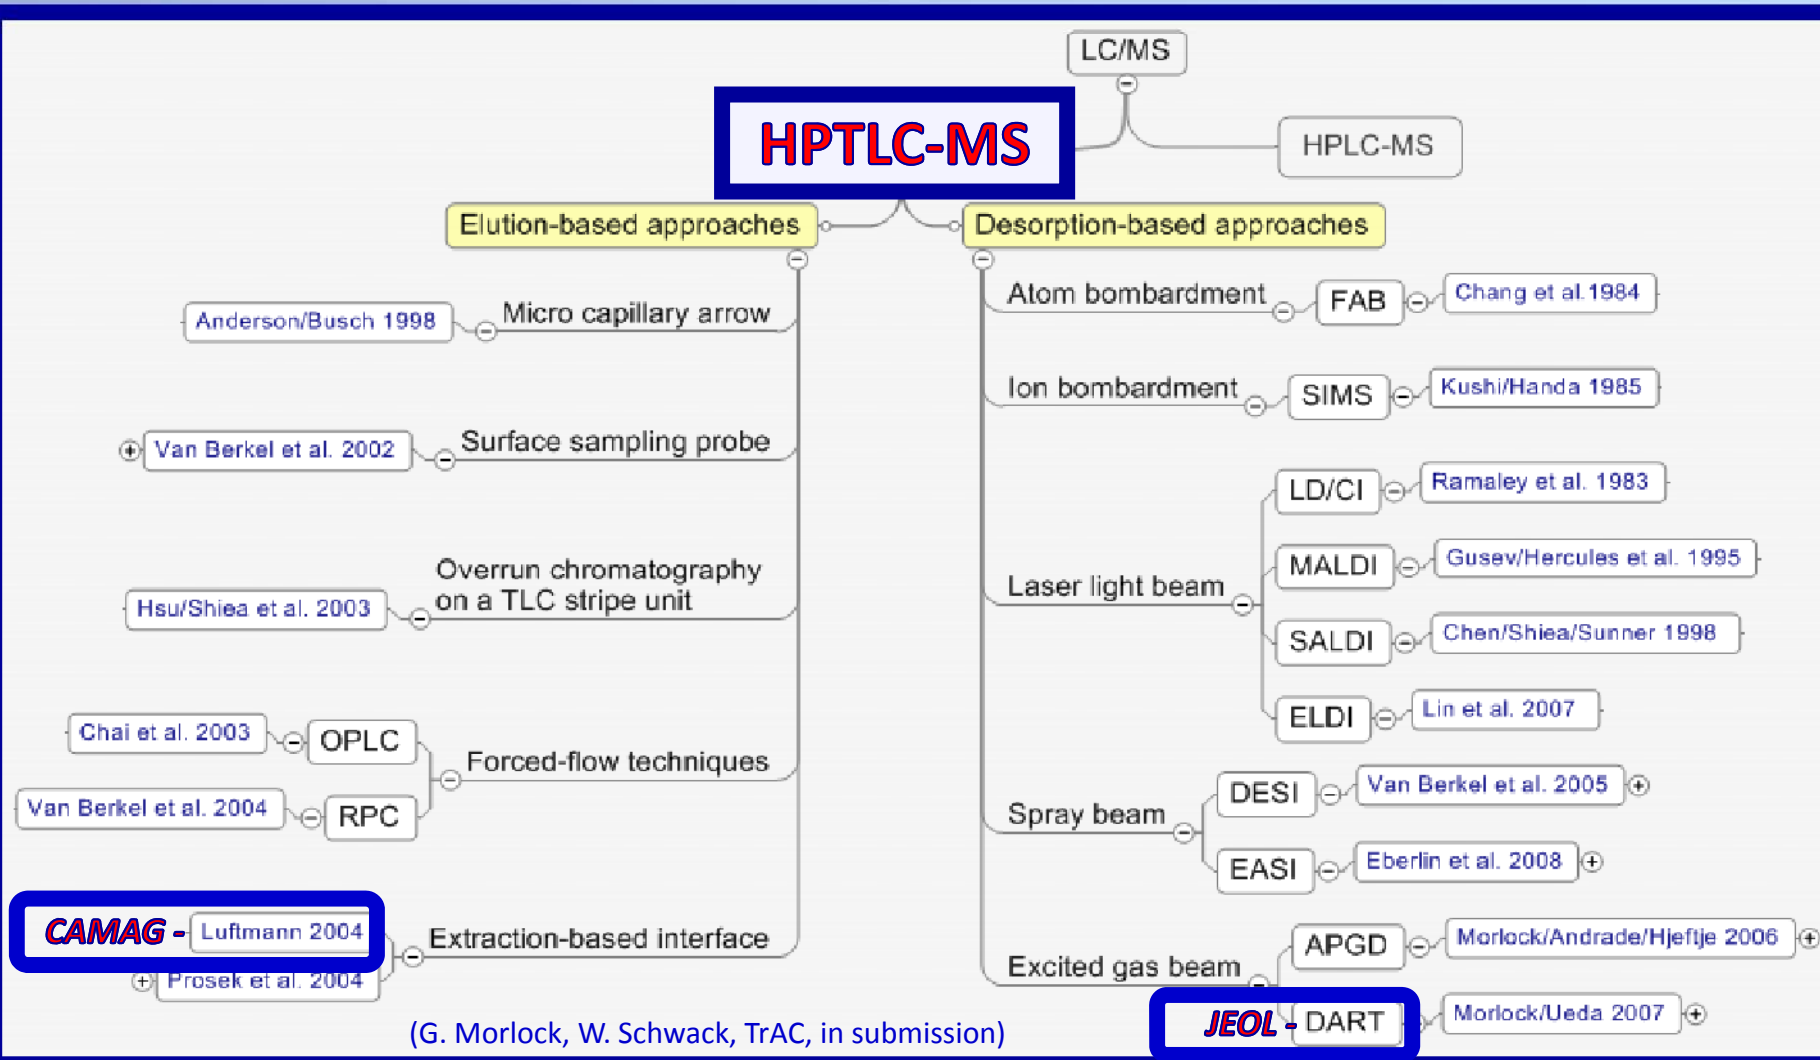 LC/MS
HPTLC-MS
HPLC-MS
Elution-based approaches
Desorption-based approaches
Micro capillary arrow
Anderson/Busch 1998
Surface sampling probe
Van Berkel et al. 2002
Overrun chromatography
on a TLC stripe unit
Hsu/Shiea et al. 2003
Forced-flow techniques
OPLC
Chai et al. 2003
RPC
Van Berkel et al. 2004
Extraction-based interface
CAMAG - Luftmann 2004
Prosek et al. 2004
Atom bombardment
FAB
Chang et al.1984
Ion bombardment
SIMS
Kushi/Handa 1985
Laser light beam
LD/CI
Ramaley et al. 1983
MALDI
Gusev/Hercules et al. 1995
SALDI
Chen/Shiea/Sunner 1998
ELDI
Lin et al. 2007
Spray beam
DESI
Van Berkel et al. 2005
EASI
Eberlin et al. 2008
Excited gas beam
APGD
Morlock/Andrade/Hjeftje 2006
JEOL - DART
Morlock/Ueda 2007
(G. Morlock, W. Schwack, TrAC, in submission)